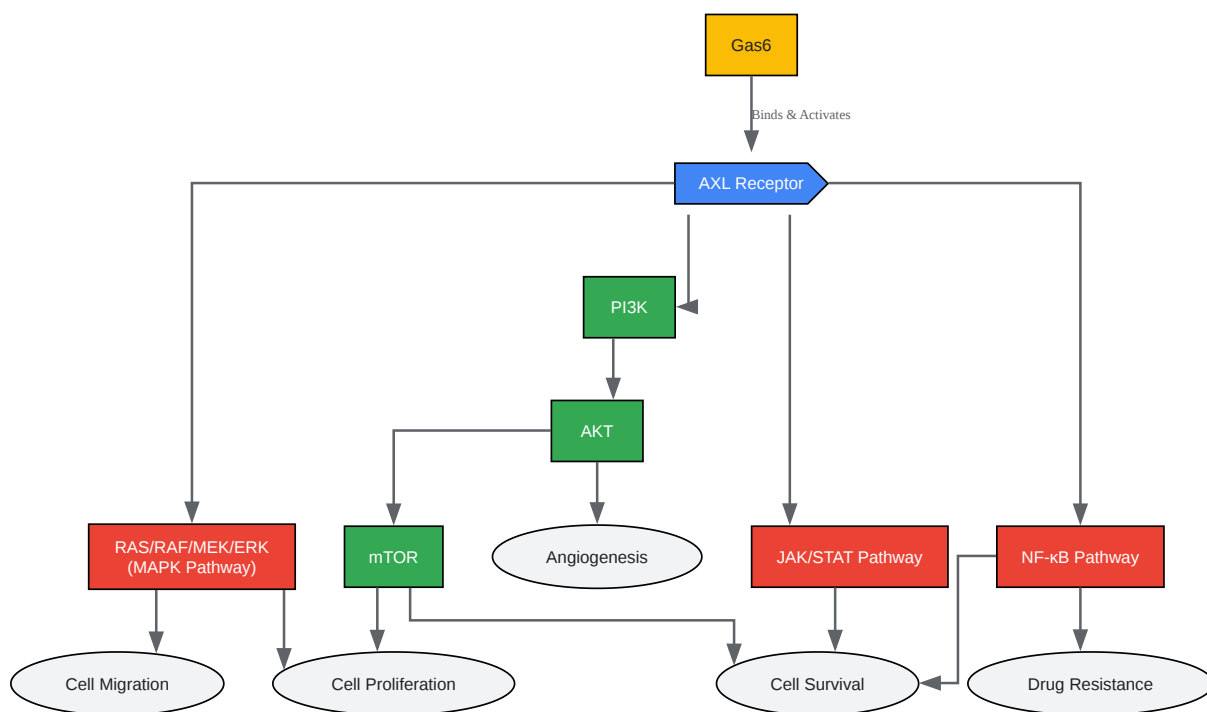 Gas6
Binds & Activates
AXL Receptor
PI3K
AKT
RAS/RAF/MEK/ERK
(MAPK Pathway)
mTOR
Angiogenesis
JAK/STAT Pathway
NF-κB Pathway
Cell Migration
Cell Proliferation
Cell Survival
Drug Resistance